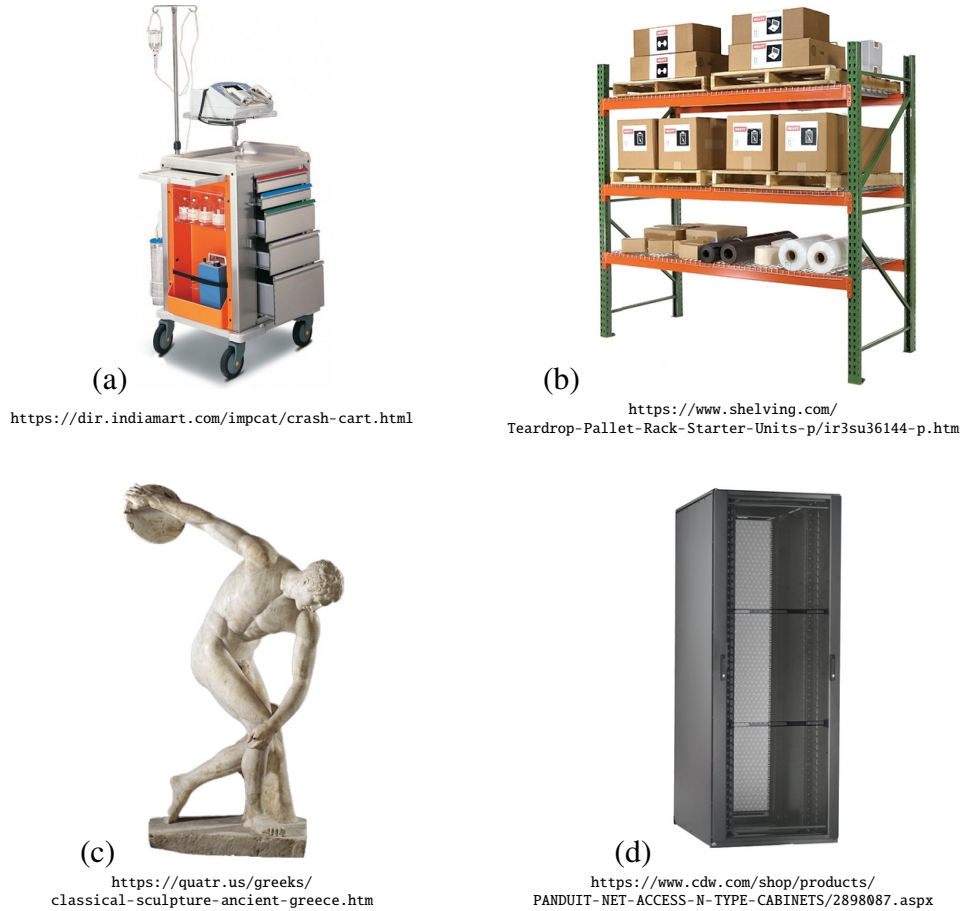 (a)
https://dir.indiamart.com/impcat/crash-cart.html
(b)
https://www.shelving.com/
Teardrop-Pallet-Rack-Starter-Units-p/ir3su36144-p.htm
(c)
https://quatr.us/greeks/
classical-sculpture-ancient-greece.htm
(d)
https://www.cdw.com/shop/products/
PANDUIT-NET-ACCESS-N-TYPE-CABINETS/2898087.aspx